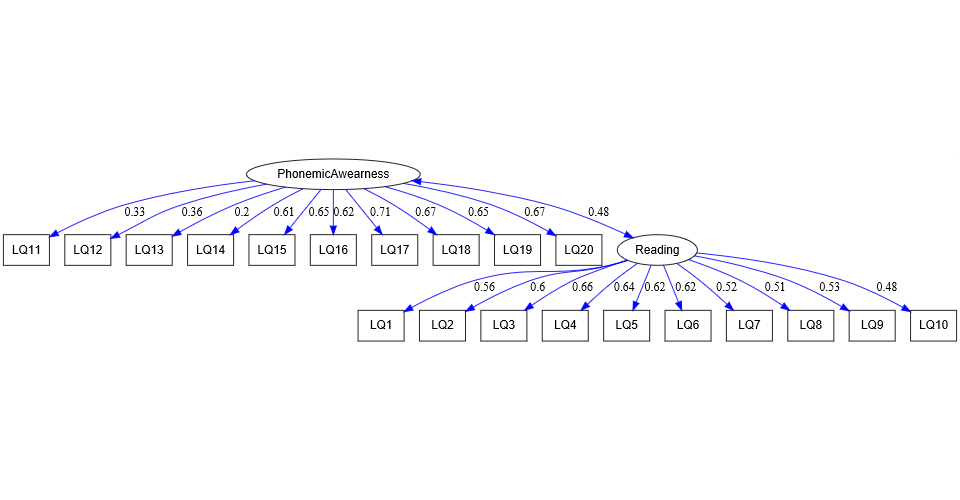 PhonemicAwearness
0.33 0.36 0.2 0.61 0.65 0.62 0.71 0.67 0.65 0.67 0.48
LQ11 LQ12 LQ13 LQ14 LQ15 LQ16 LQ17 LQ18 LQ19 LQ20 Reading
0.56 0.6 0.66 0.64 0.62 0.62 0.52 0.51 0.53 0.48
LQ1 LQ2 LQ3 LQ4 LQ5 LQ6 LQ7 LQ8 LQ9 LQ10